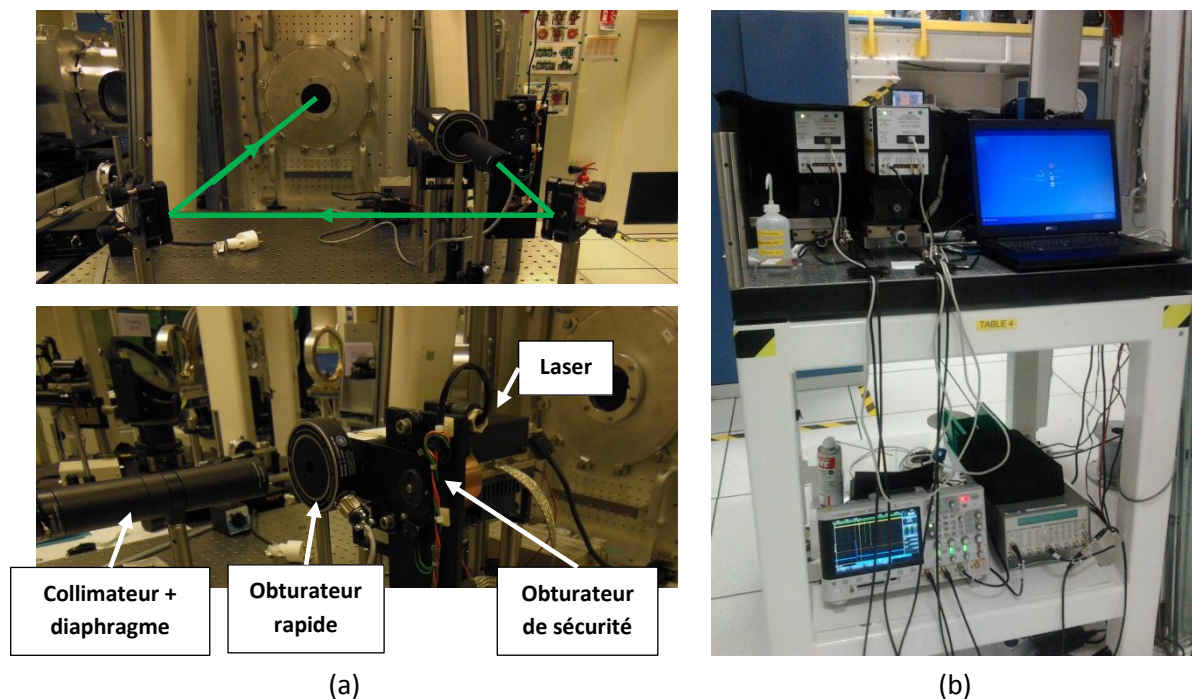 Laser
Collimateur +
diaphragme
Obturateur
rapide
Obturateur
de sécurité
TABLE 4
(a)
(b)